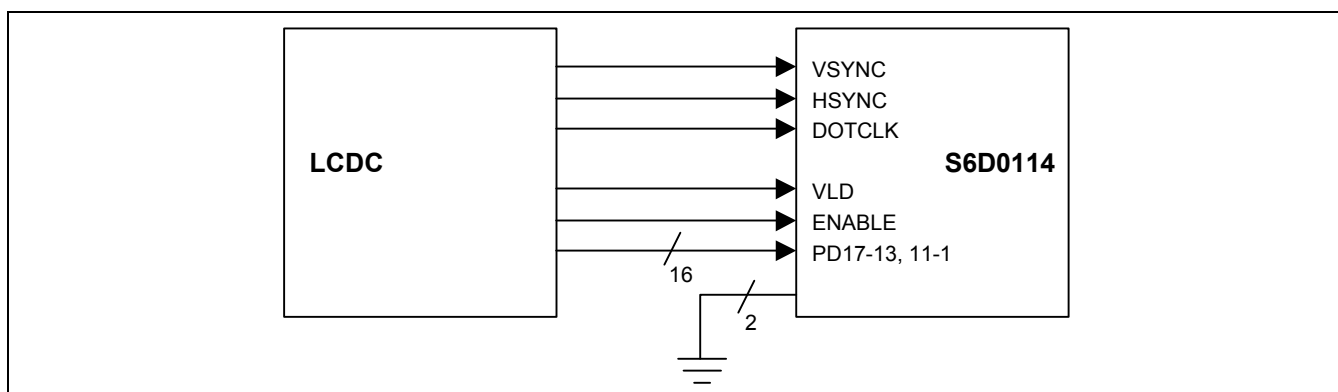 VSYNC
HSYNC
DOTCLK
LCDC
S6D0114
VLD
ENABLE
PD17-13, 11-1
16
2